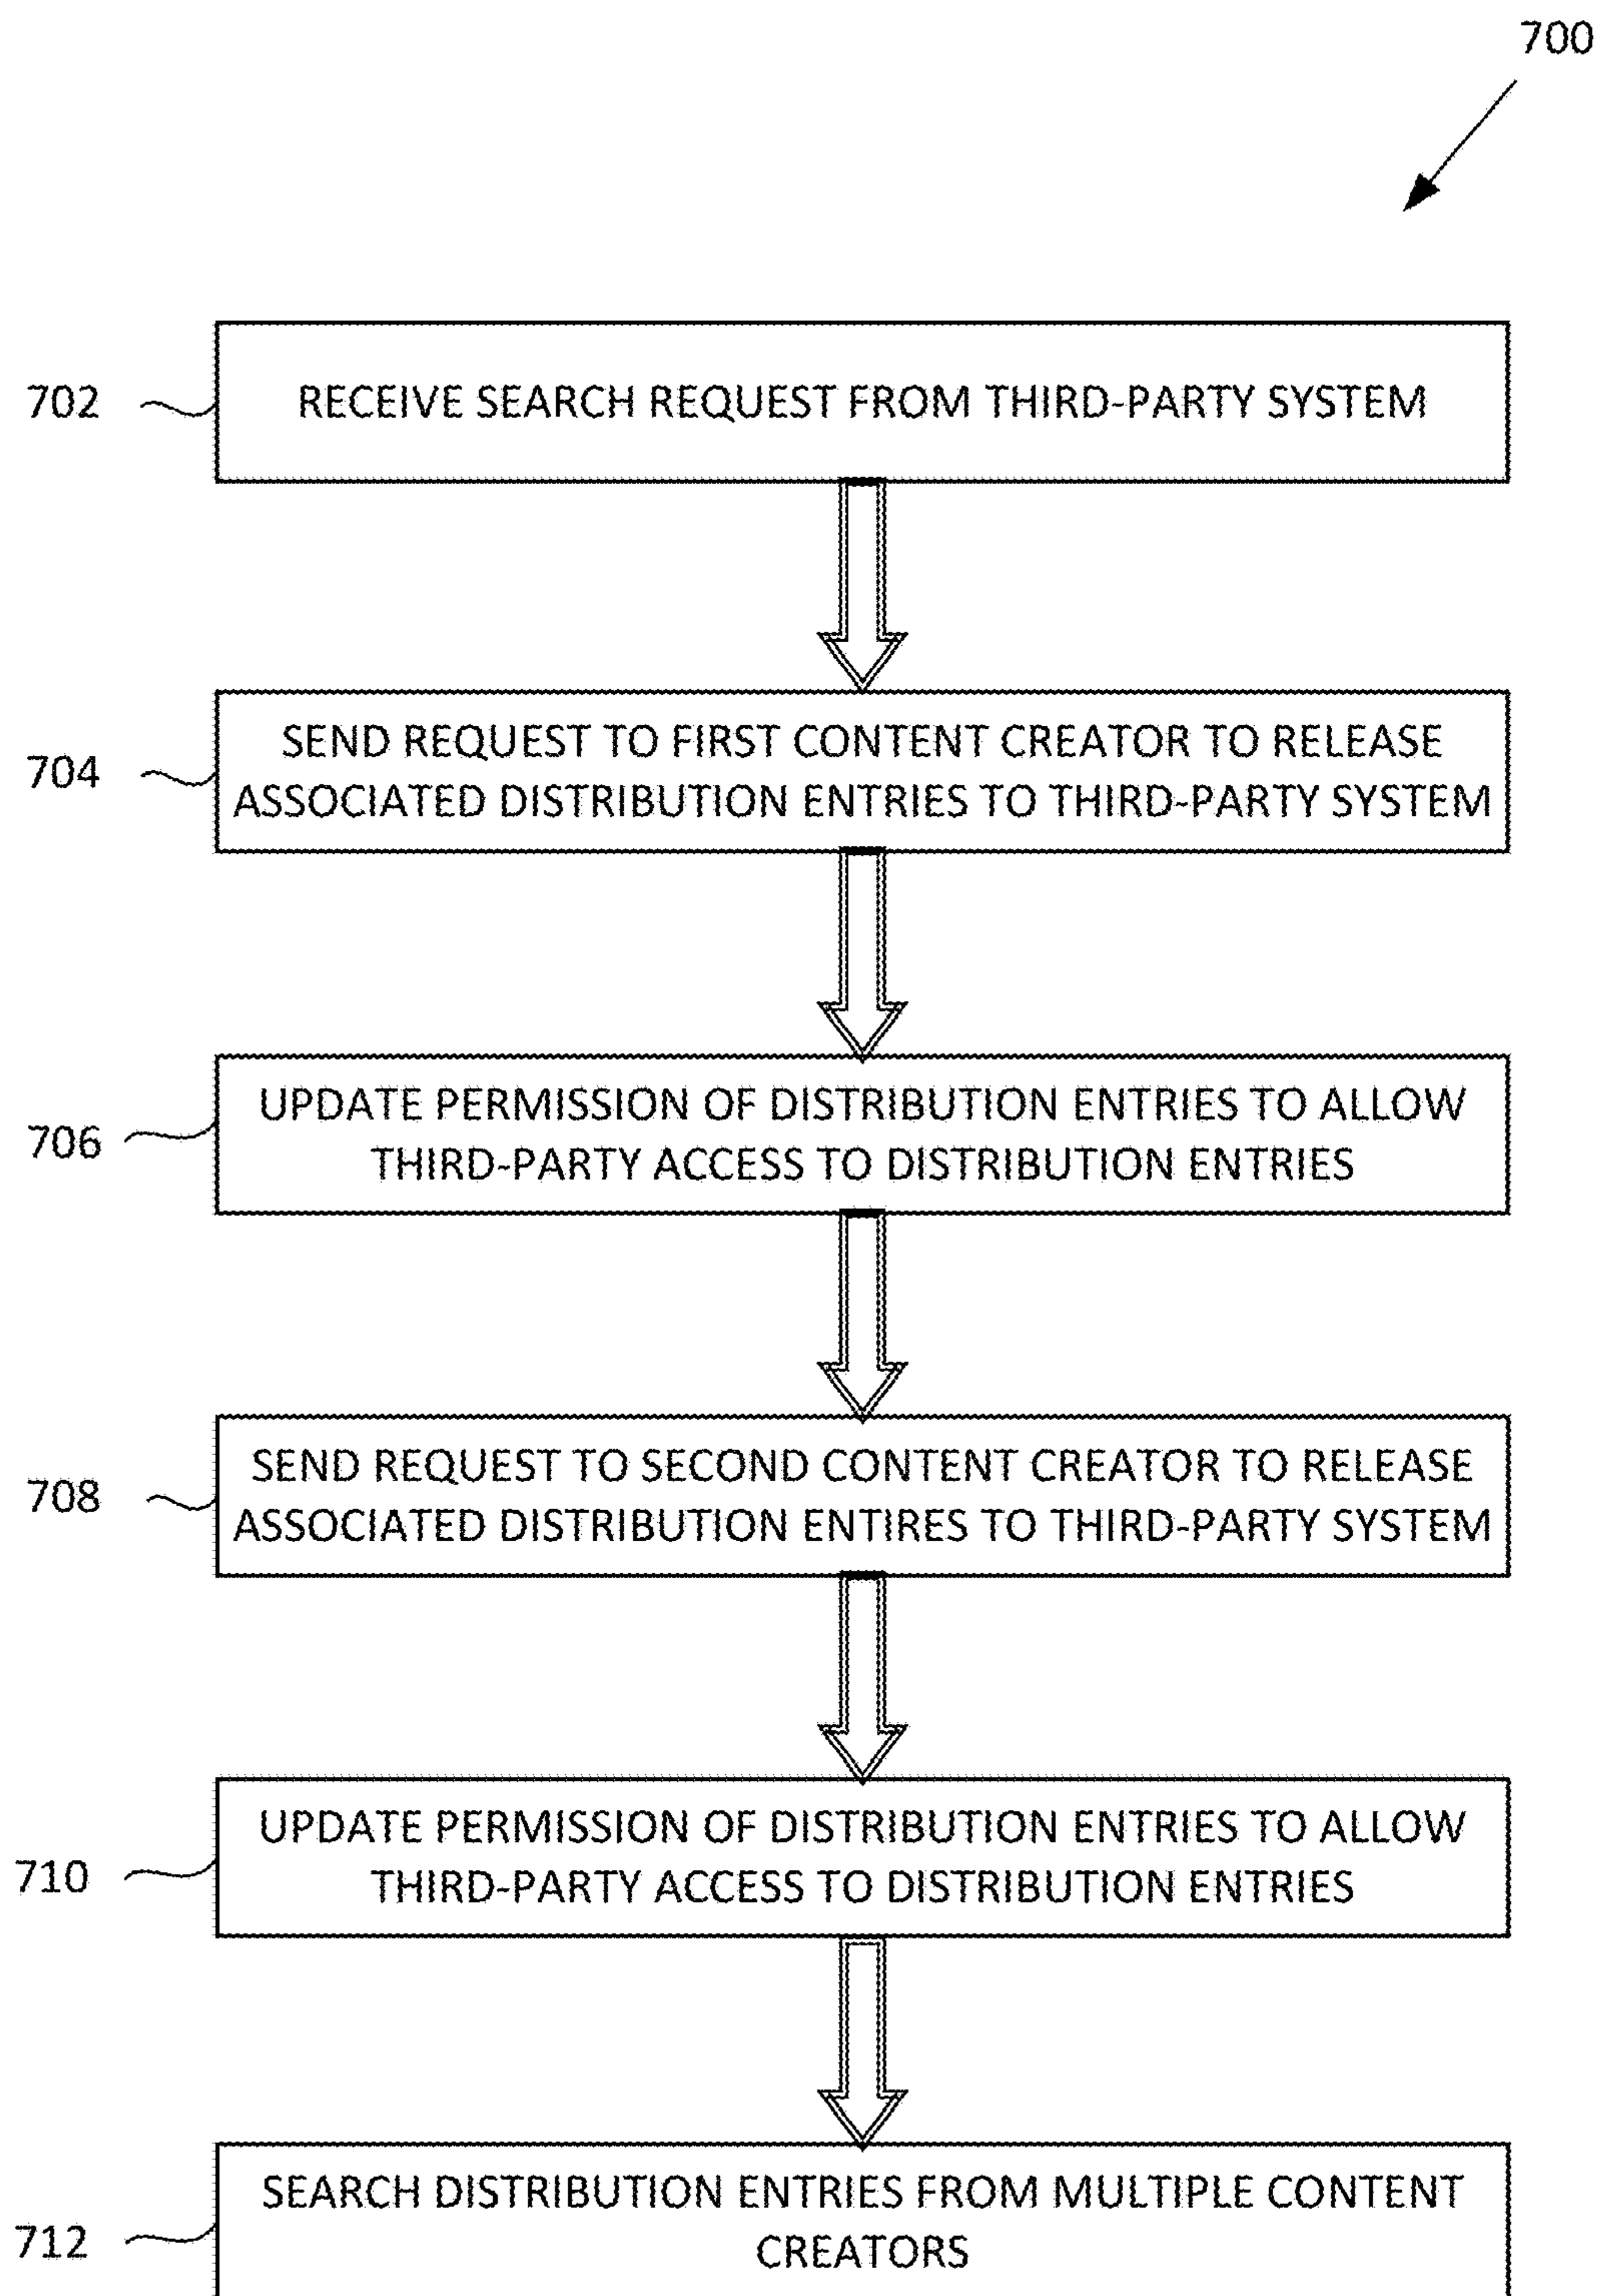 700
702
RECEIVE SEARCH REQUEST FROM THIRD-PARTY SYSTEM
704
SEND REQUEST TO FIRST CONTENT CREATOR TO RELEASE
ASSOCIATED DISTRIBUTION ENTRIES TO THIRD-PARTY SYSTEM
706
UPDATE PERMISSION OF DISTRIBUTION ENTRIES TO ALLOW
THIRD-PARTY ACCESS TO DISTRIBUTION ENTRIES
708
SEND REQUEST TO SECOND CONTENT CREATOR TO RELEASE
ASSOCIATED DISTRIBUTION ENTIRES TO THIRD-PARTY SYSTEM
710
UPDATE PERMISSION OF DISTRIBUTION ENTRIES TO ALLOW
THIRD-PARTY ACCESS TO DISTRIBUTION ENTRIES
712
SEARCH DISTRIBUTION ENTRIES FROM MULTIPLE CONTENT
CREATORS